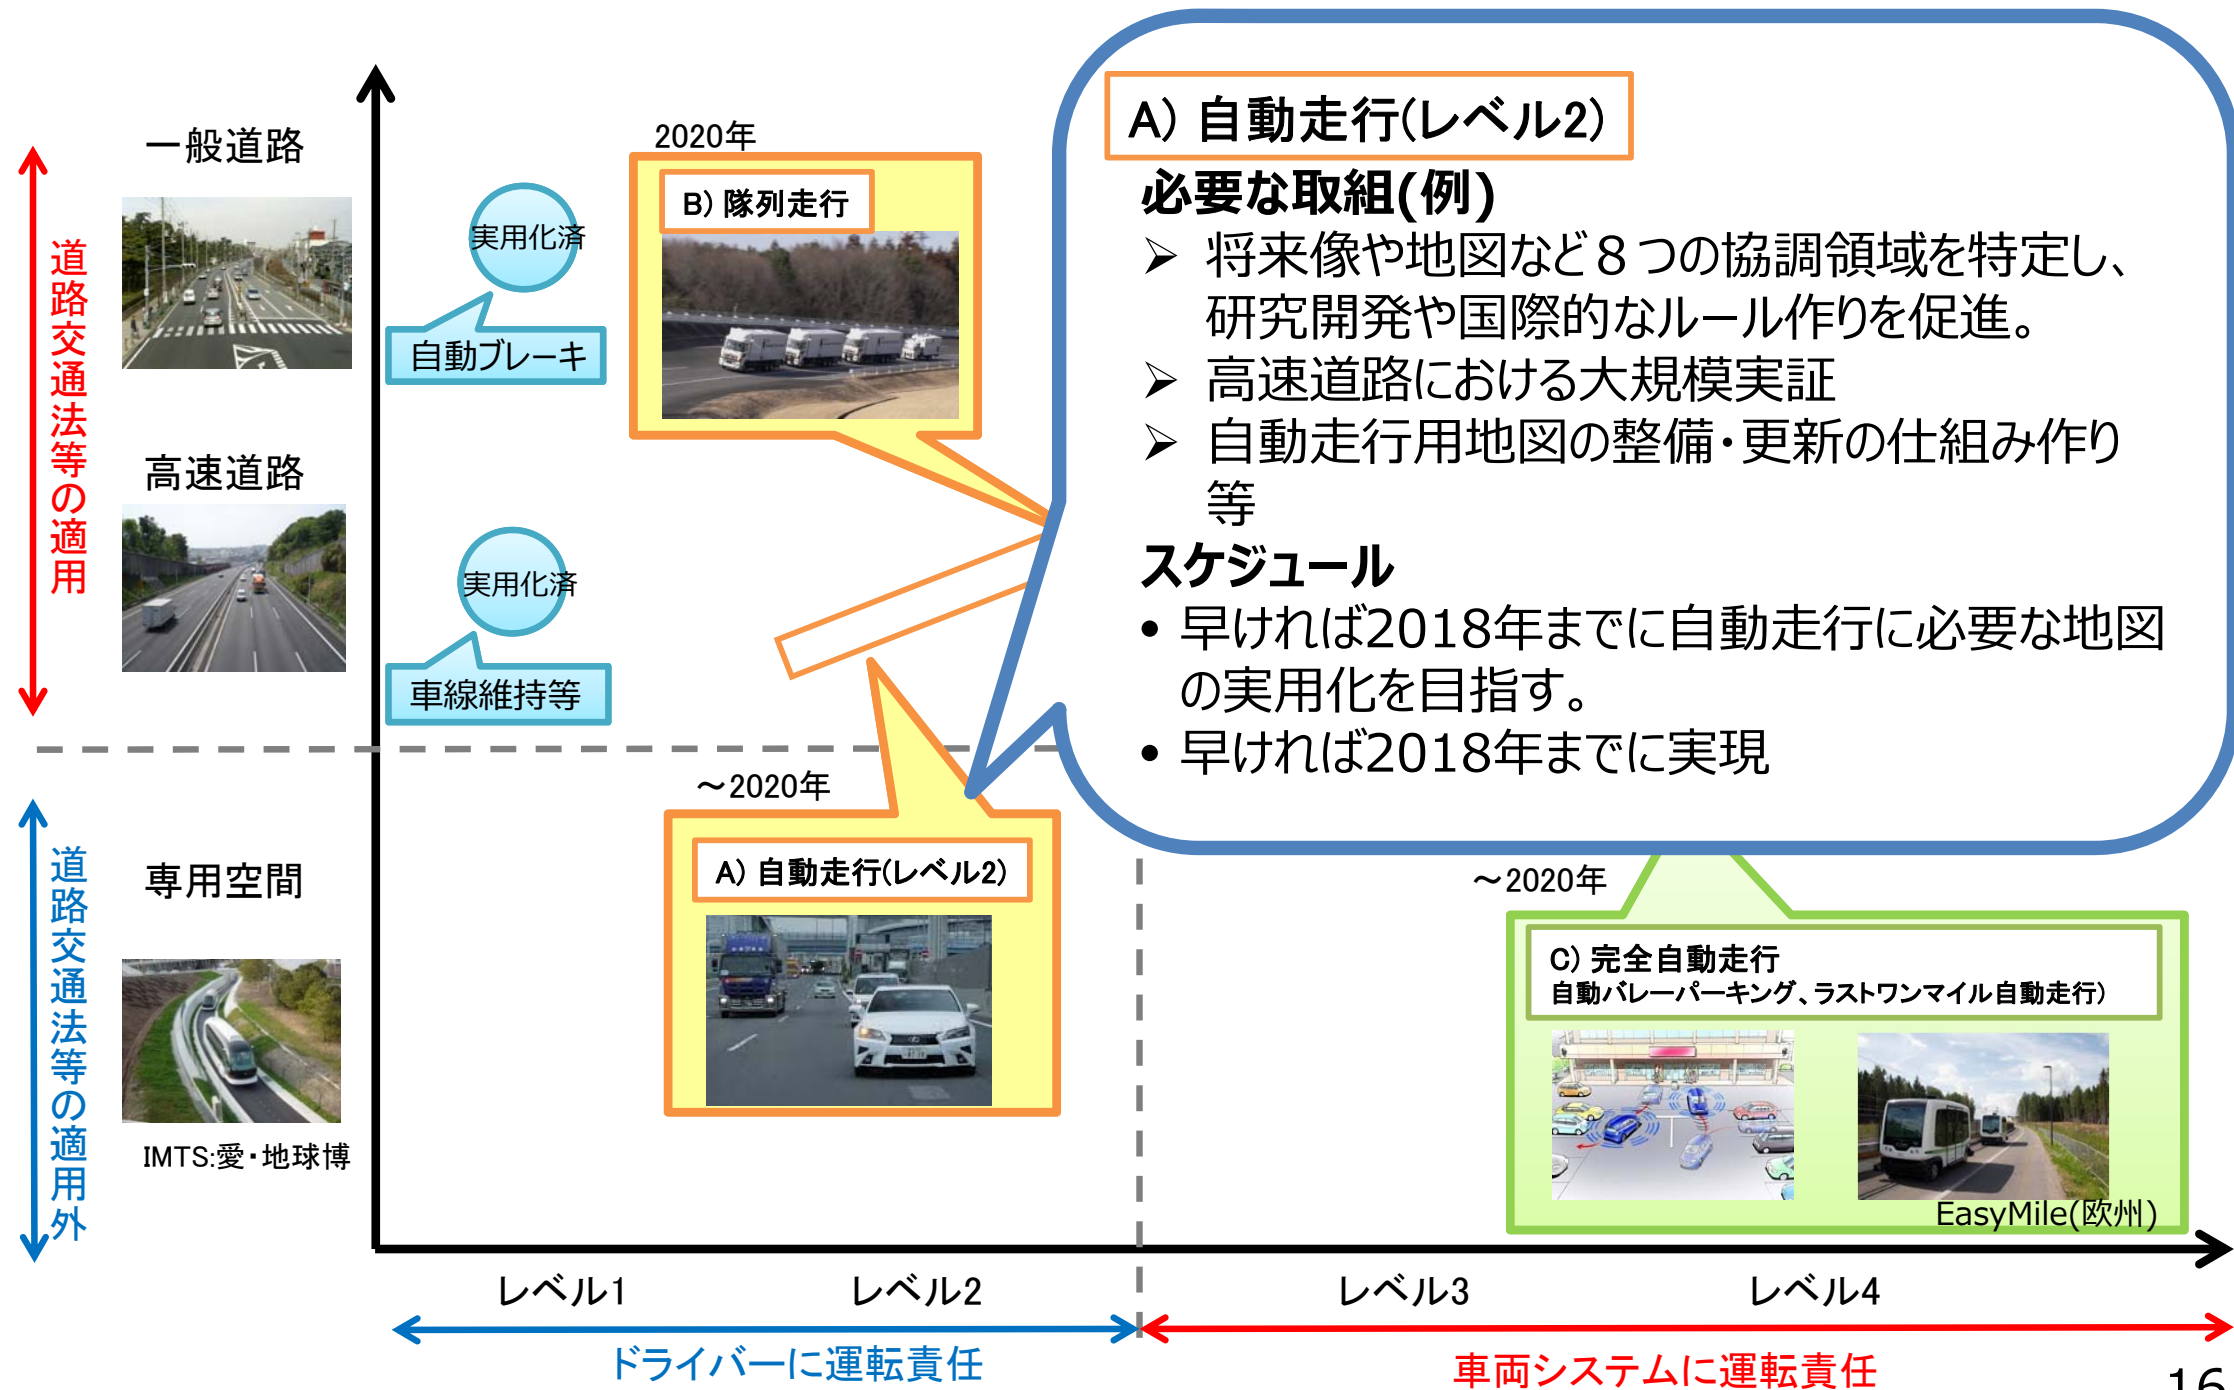 一般道路
道路交通法等の適用
高速道路
実用化済
自動ブレーキ
実用化済
車線維持等
2020年
B) 隊列走行
A) 自動走行(レベル2)
必要な取組(例)
➢ 将来像や地図など８つの協調領域を特定し、
研究開発や国際的なルール作りを促進。
➢ 高速道路における大規模実証
➢ 自動走行用地図の整備・更新の仕組み作り
等
スケジュール
• 早ければ2018年までに自動走行に必要な地図
の実用化を目指す。
• 早ければ2018年までに実現
道路交通法等の適用外
専用空間
IMTS:愛・地球博
～2020年
A) 自動走行(レベル2)
～2020年
C) 完全自動走行
自動バレーパーキング、ラストワンマイル自動走行)
EasyMile(欧州)
レベル1
レベル2
レベル3
レベル4
ドライバーに運転責任
車両システムに運転責任
16